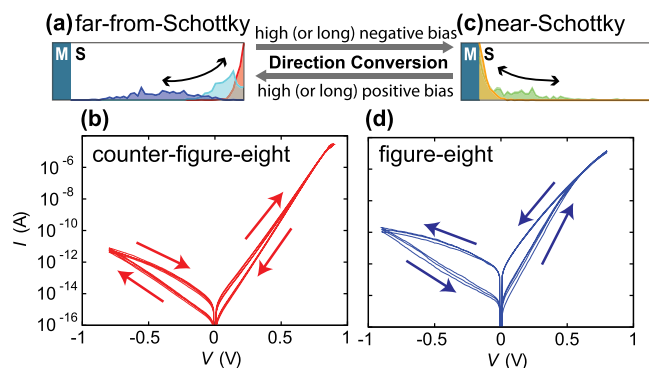 (a) far-from-Schottky
high (or long) negative bias
(c) near-Schottky
M S
Direction Conversion
M S
high (or long) positive bias
(b)
(d)
counter-figure-eight
figure-eight
I (A)
10⁻⁶
10⁻⁸
10⁻¹⁰
10⁻¹²
10⁻¹⁴
10⁻¹⁶
-1 -0.5 0 0.5 1
V (V)
-1 -0.5 0 0.5 1
V (V)